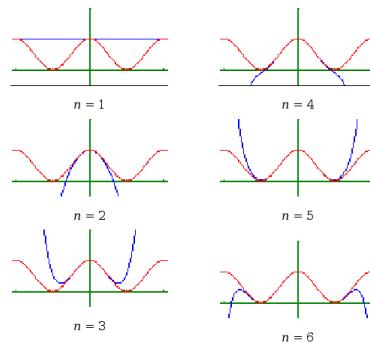 n = 1
n = 4
n = 2
n = 5
n = 3
n = 6